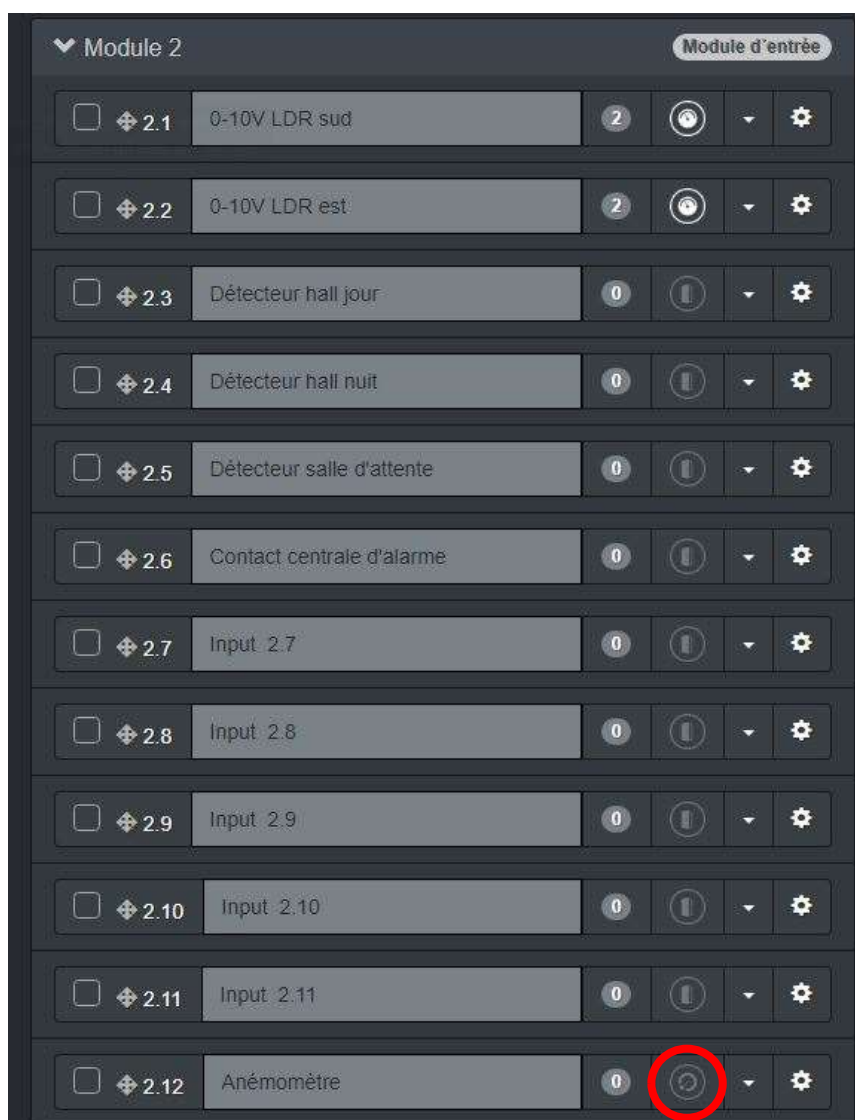 Module 2 Module d'entrée
2.1 0-10V LDR sud 2
2.2 0-10V LDR est 2
2.3 Détecteur hall jour 0
2.4 Détecteur hall nuit 0
2.5 Détecteur salle d'attente 0
2.6 Contact centrale d'alarme 0
2.7 Input 2.7 0
2.8 Input 2.8 0
2.9 Input 2.9 0
2.10 Input 2.10 0
2.11 Input 2.11 0
2.12 Anémomètre 0